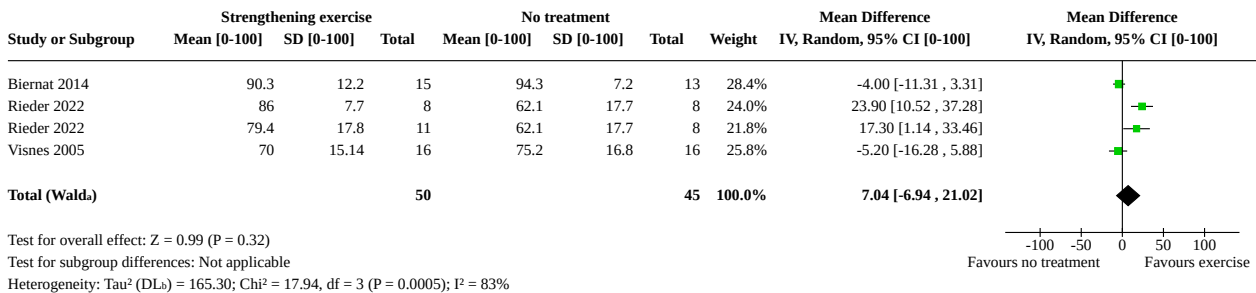 Strengthening exercise No treatment Mean Difference Mean Difference
Study or Subgroup Mean [0-100] SD [0-100] Total Mean [0-100] SD [0-100] Total Weight IV, Random, 95% CI [0-100] IV, Random, 95% CI [0-100]
Biernat 2014 90.3 12.2 15 94.3 7.2 13 28.4% -4.00 [-11.31 , 3.31]
Rieder 2022 86 7.7 8 62.1 17.7 8 24.0% 23.90 [10.52 , 37.28]
Rieder 2022 79.4 17.8 11 62.1 17.7 8 21.8% 17.30 [1.14 , 33.46]
Visnes 2005 70 15.14 16 75.2 16.8 16 25.8% -5.20 [-16.28 , 5.88]
Total (Walda) 50 45 100.0% 7.04 [-6.94 , 21.02]
Test for overall effect: Z = 0.99 (P = 0.32)
-100 -50 0 50 100
Test for subgroup differences: Not applicable
Favours no treatment Favours exercise
Heterogeneity: Tau² (DLb) = 165.30; Chi² = 17.94, df = 3 (P = 0.0005); I² = 83%